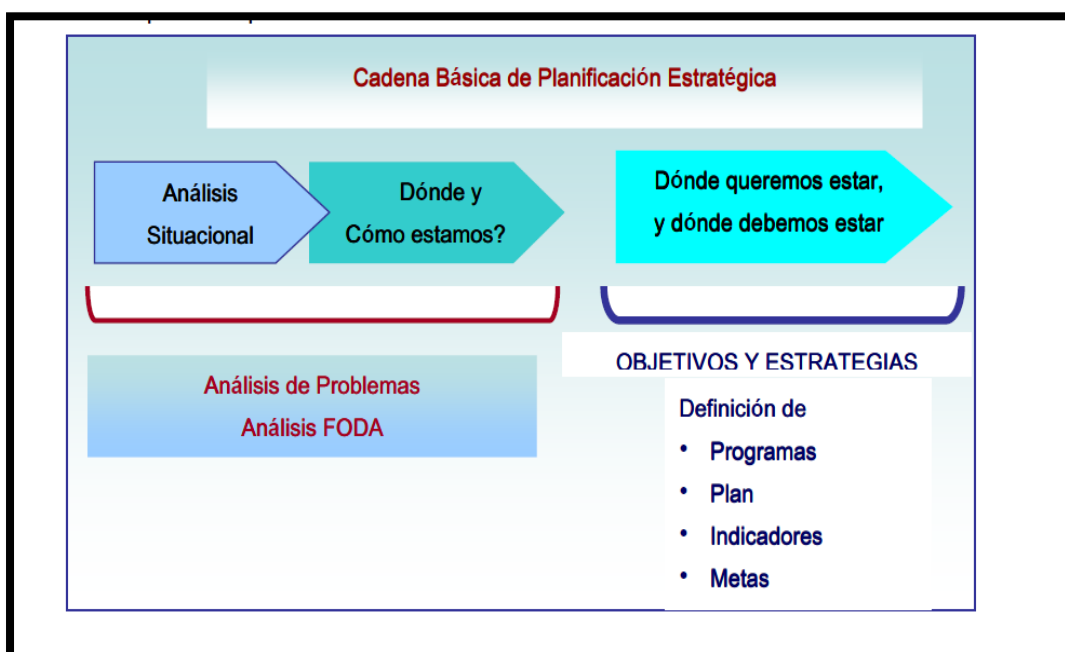 Cadena Básica de Planificación Estratégica
Análisis
Situacional
Dónde y
Cómo estamos?
Dónde queremos estar,
y dónde debemos estar
Análisis de Problemas
Análisis FODA
OBJETIVOS Y ESTRATEGIAS
Definición de
• Programas
• Plan
• Indicadores
• Metas